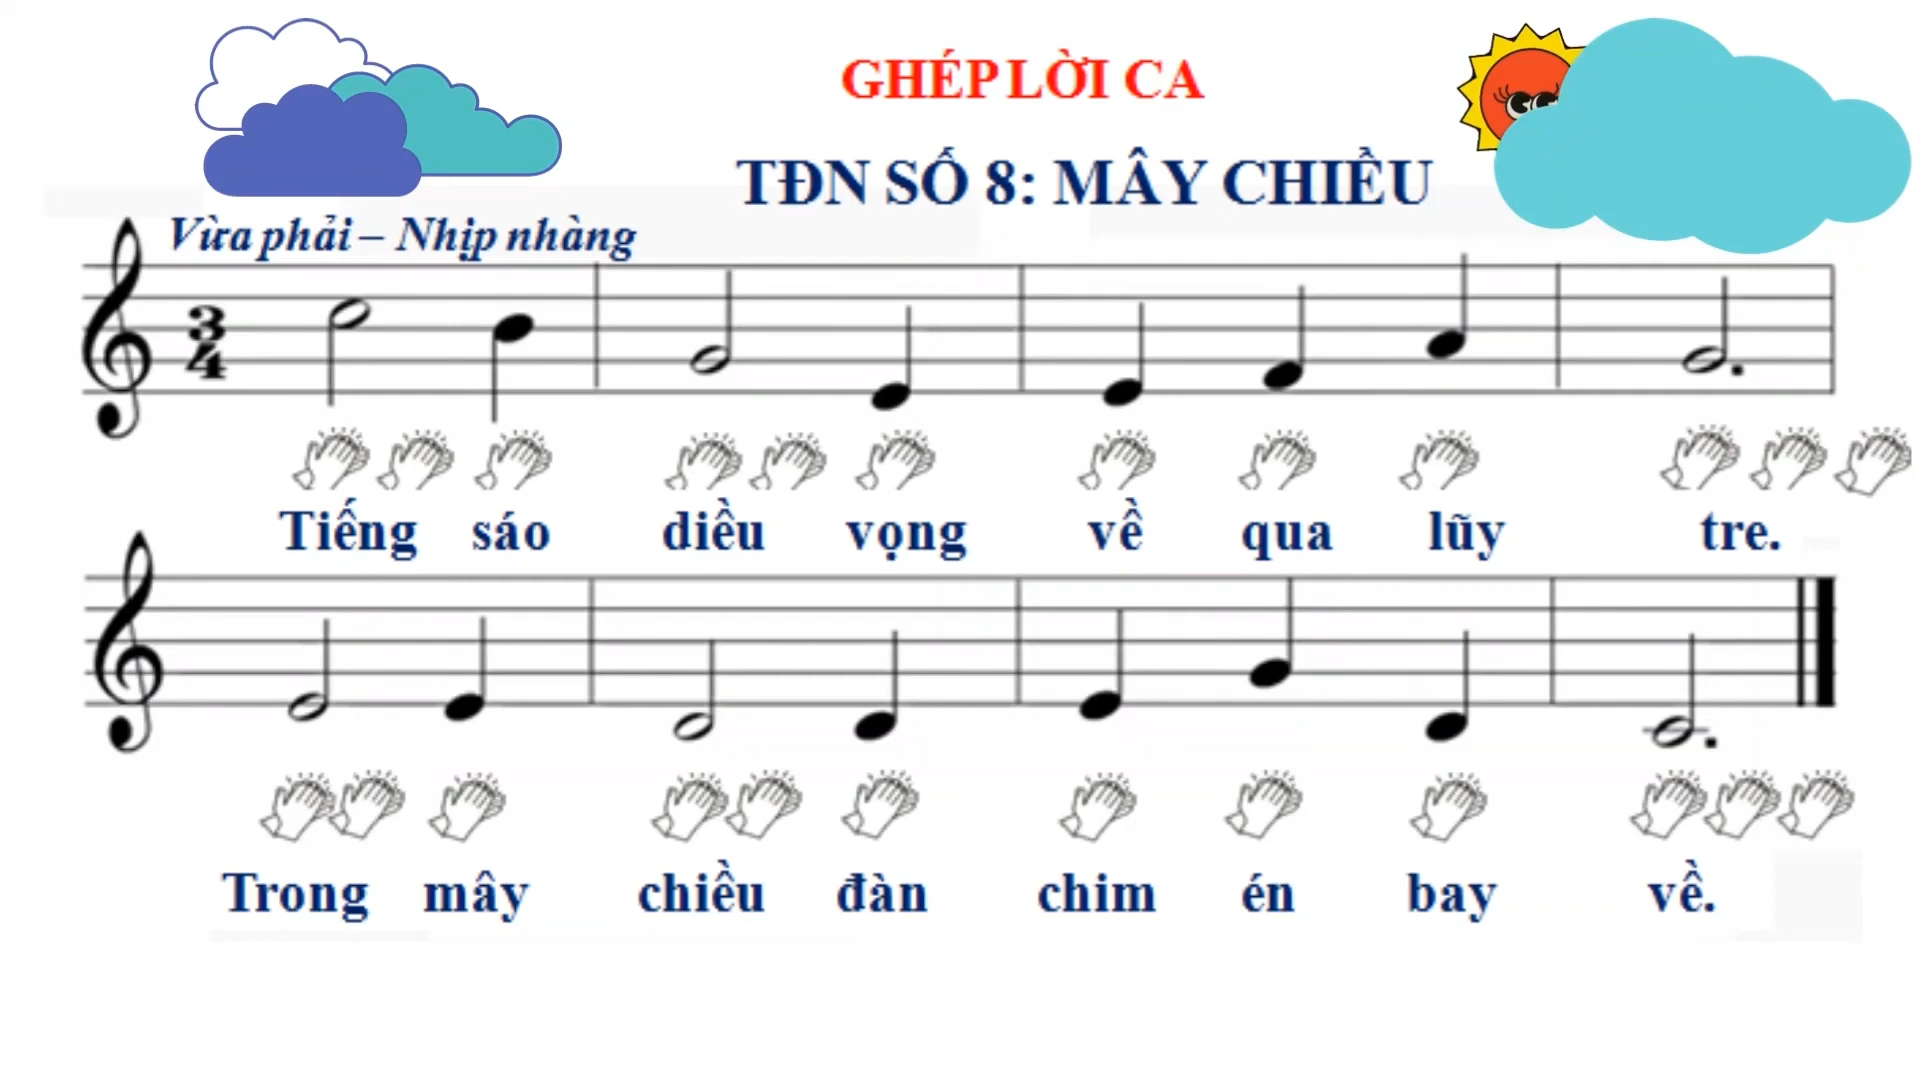 GHÉP LỜI CA
TĐN SỐ 8: MÂY CHIỀU
Vừa phải – Nhịp nhàng
3
4
Tiếng sáo diều vọng về qua lũy tre.
Trong mây chiều đàn chim én bay về.